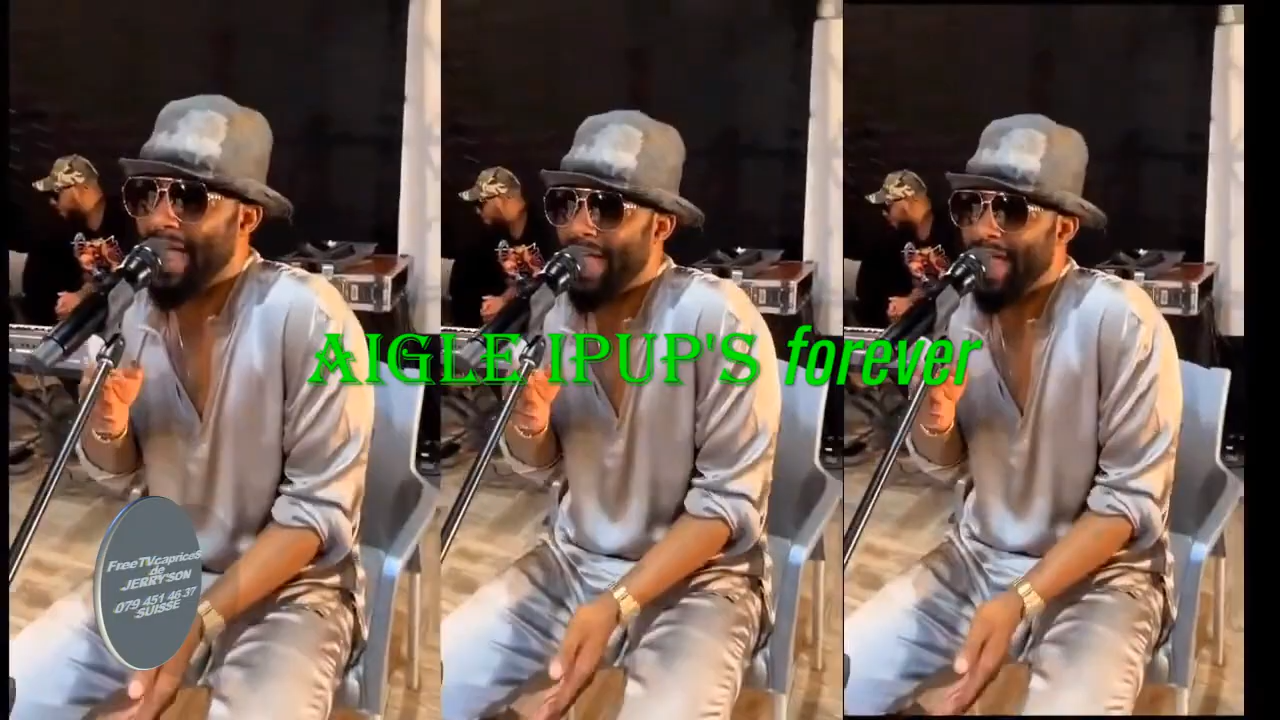 AIGLE IPUP'S forever
FreeTVcapriceS
de
JERRY'SON
079 451 46 37
SUISSE